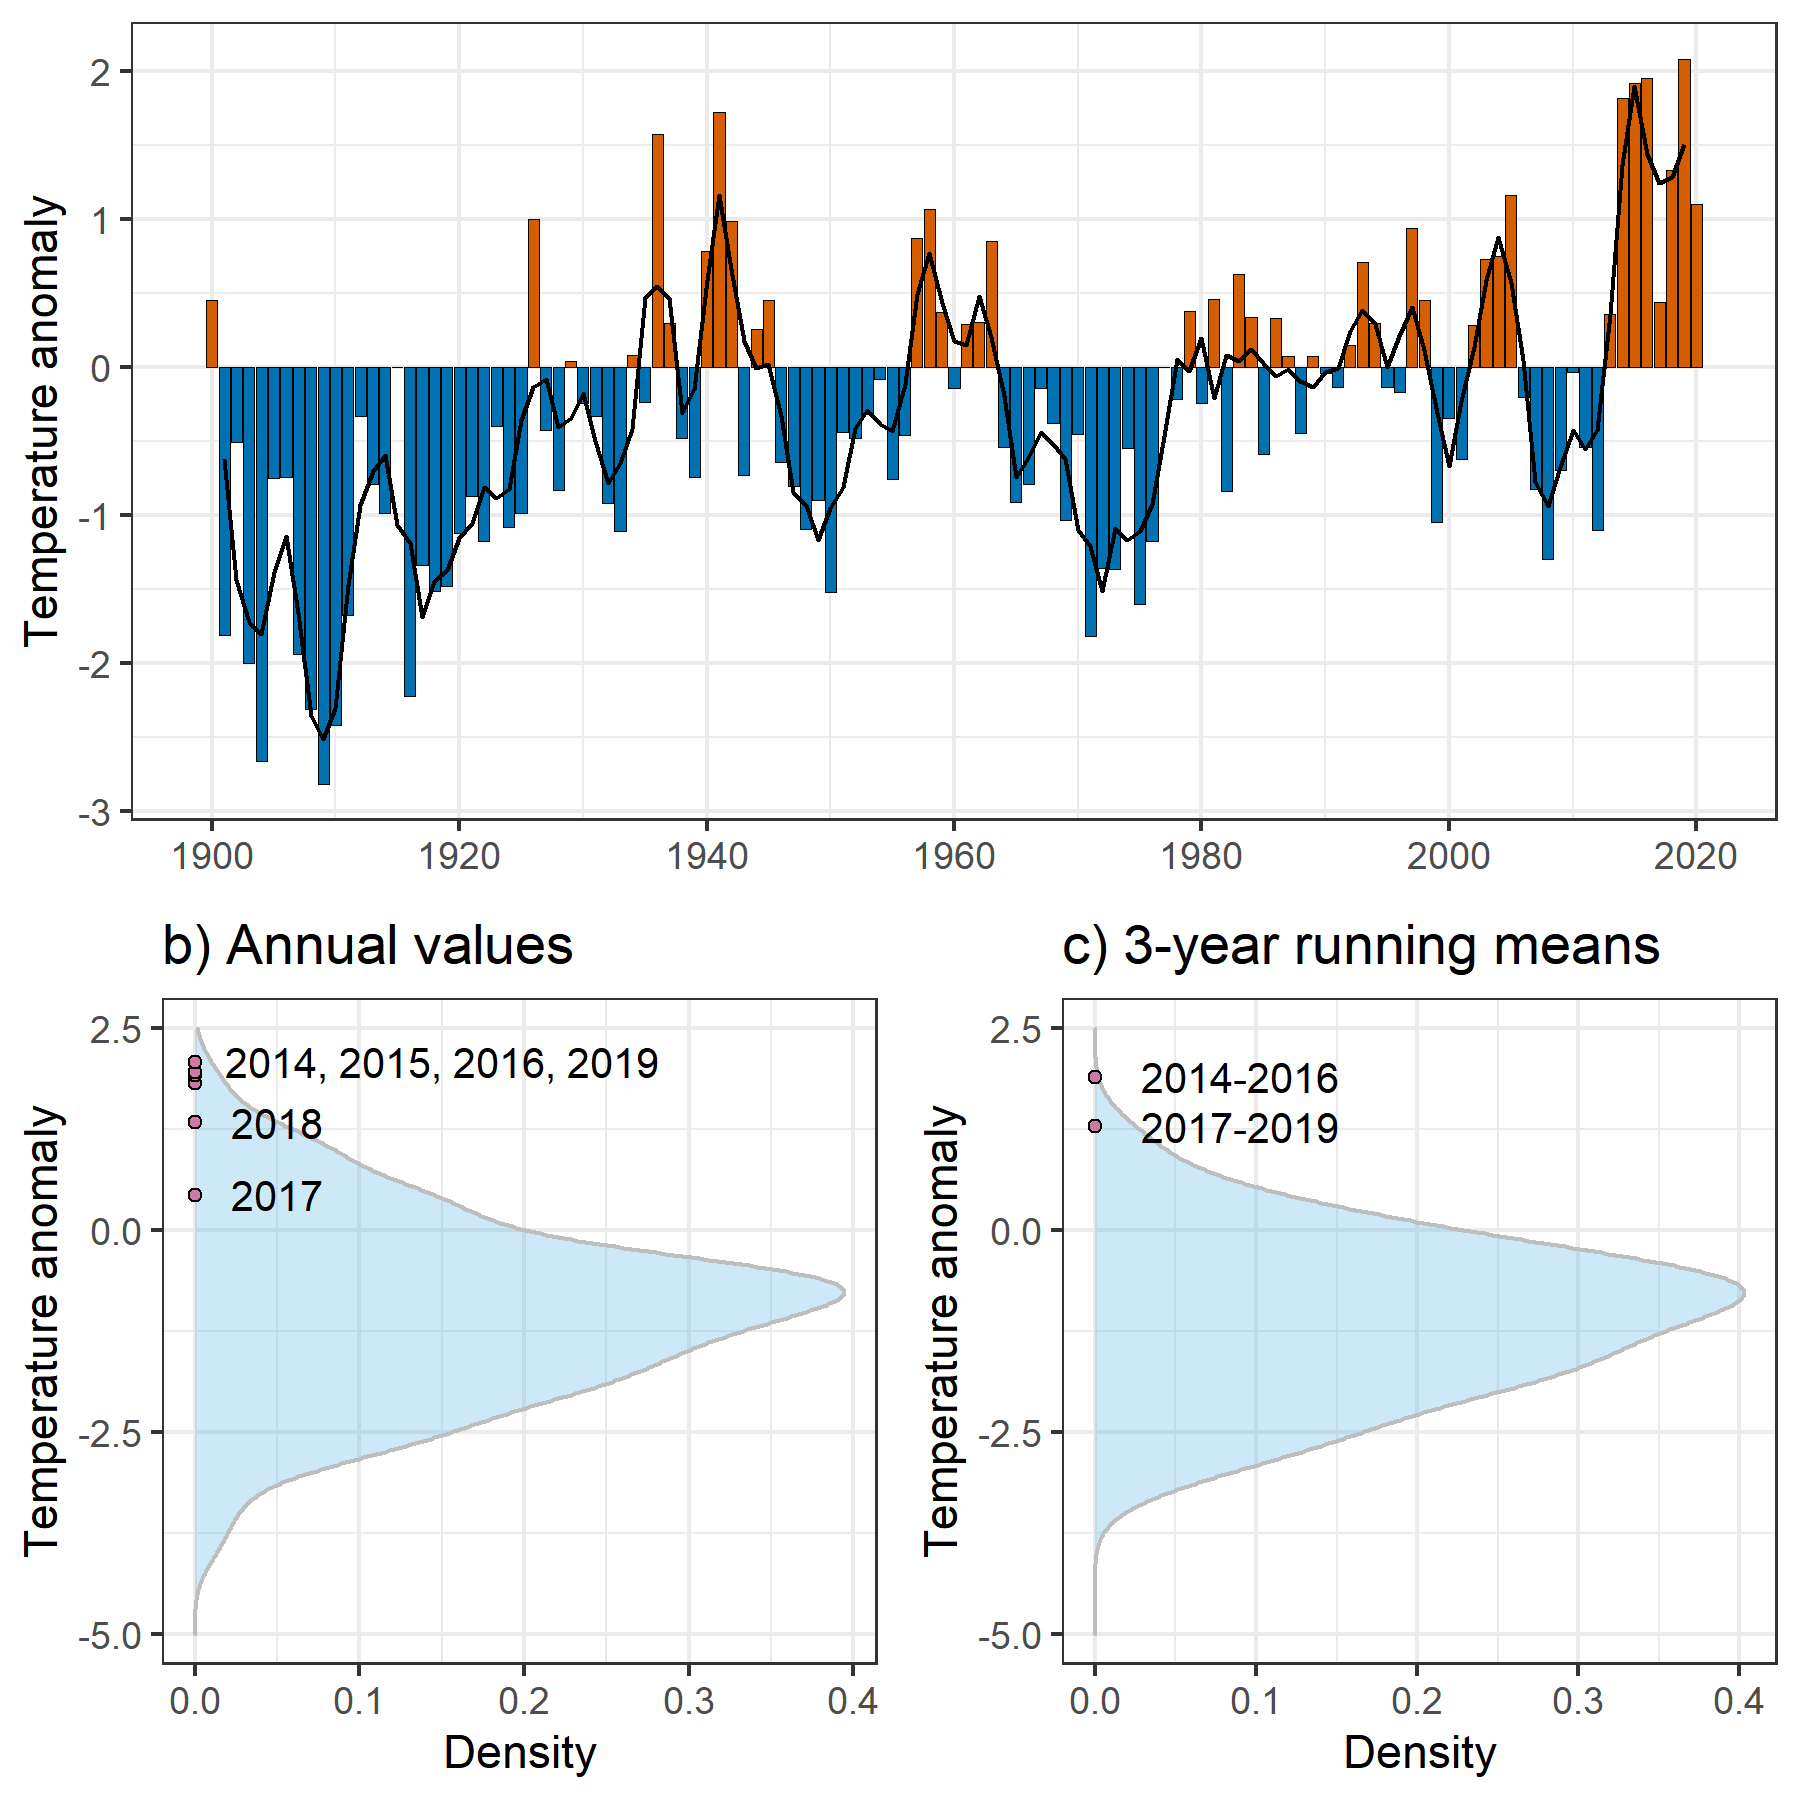 Temperature anomaly
2
1
0
-1
-2
-3
1900 1920 1940 1960 1980 2000 2020
b) Annual values
Temperature anomaly
2.5
0.0
-2.5
-5.0
2014, 2015, 2016, 2019
2018
2017
0.0 0.1 0.2 0.3 0.4
Density
c) 3-year running means
Temperature anomaly
2.5
0.0
-2.5
-5.0
2014-2016
2017-2019
0.0 0.1 0.2 0.3 0.4
Density